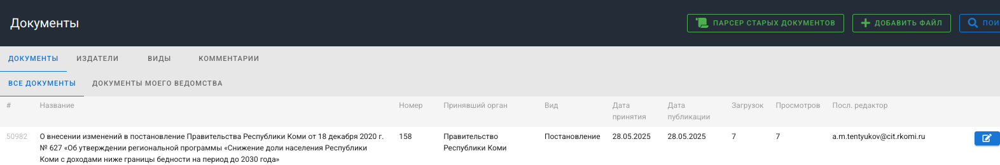 Документы
ПАРСЕР СТАРЫХ ДОКУМЕНТОВ
ДОБАВИТЬ ФАЙЛ
ПОИ
ДОКУМЕНТЫ ИЗДАТЕЛИ ВИДЫ КОММЕНТАРИИ
ВСЕ ДОКУМЕНТЫ ДОКУМЕНТЫ МОЕГО ВЕДОМСТВА
# Название Номер Принявший орган Вид Дата принятия Дата публикации Загрузок Просмотров Посл. редактор
50982 О внесении изменений в постановление Правительства Республики Коми от 18 декабря 2020 г. 158 Правительство Постановление 28.05.2025 28.05.2025 7 7 a.m.tentyukov@cit.rkomi.ru
№ 627 «Об утверждении региональной программы «Снижение доли населения Республики Республики Коми
Коми с доходами ниже границы бедности на период до 2030 года»